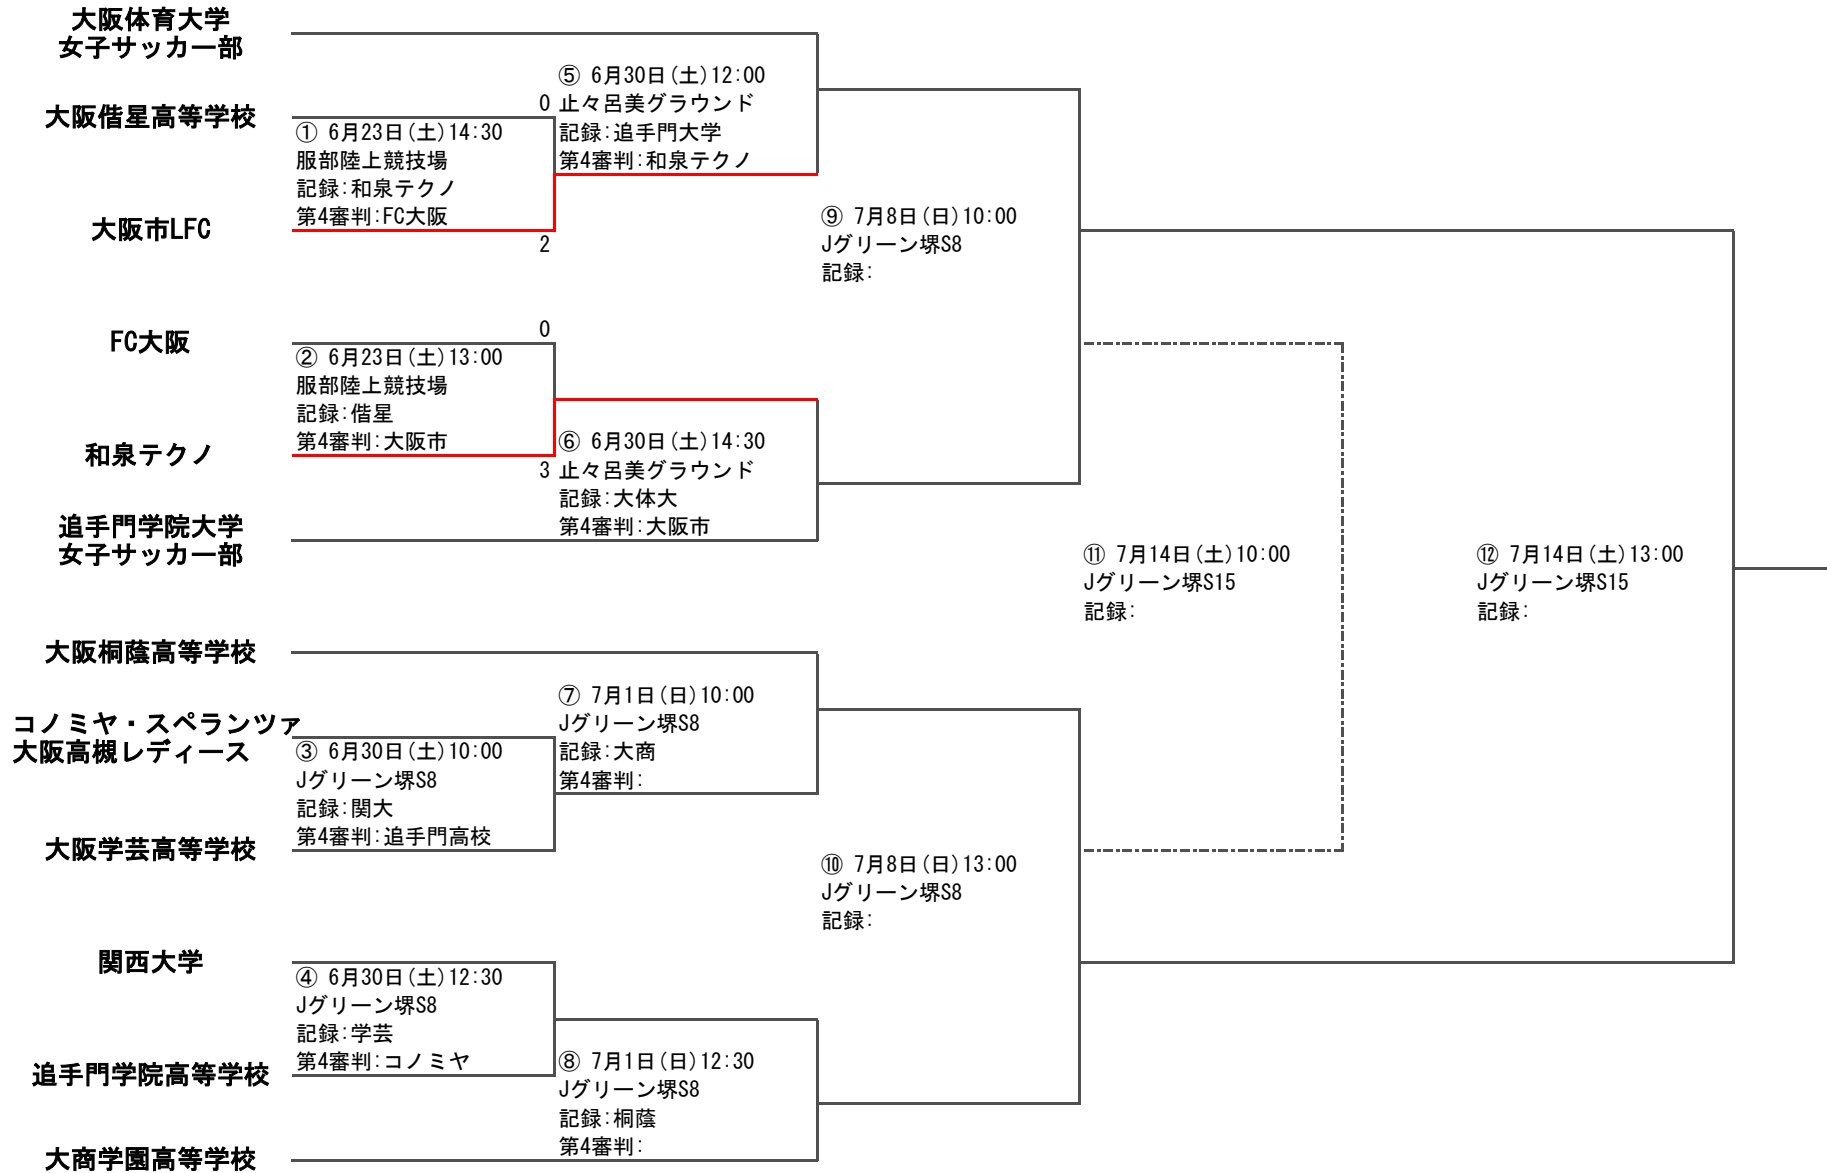 大阪体育大学
女子サッカー部
大阪偕星高等学校
大阪市LFC
FC大阪
和泉テクノ
追手門学院大学
女子サッカー部
大阪桐蔭高等学校
コノミヤ・スペランツァ
大阪高槻レディース
大阪学芸高等学校
関西大学
追手門学院高等学校
大商学園高等学校
0
① 6月23日(土)14:30
服部陸上競技場
記録:和泉テクノ
第4審判:FC大阪
2
0
② 6月23日(土)13:00
服部陸上競技場
記録:偕星
第4審判:大阪市
3
③ 6月30日(土)10:00
Jグリーン堺S8
記録:関大
第4審判:追手門高校
④ 6月30日(土)12:30
Jグリーン堺S8
記録:学芸
第4審判:コノミヤ
⑤ 6月30日(土)12:00
止々呂美グラウンド
記録:追手門大学
第4審判:和泉テクノ
⑥ 6月30日(土)14:30
止々呂美グラウンド
記録:大体大
第4審判:大阪市
⑦ 7月1日(日)10:00
Jグリーン堺S8
記録:大商
第4審判:
⑧ 7月1日(日)12:30
Jグリーン堺S8
記録:桐蔭
第4審判:
⑨ 7月8日(日)10:00
Jグリーン堺S8
記録:
⑩ 7月8日(日)13:00
Jグリーン堺S8
記録:
⑪ 7月14日(土)10:00
Jグリーン堺S15
記録:
⑫ 7月14日(土)13:00
Jグリーン堺S15
記録: